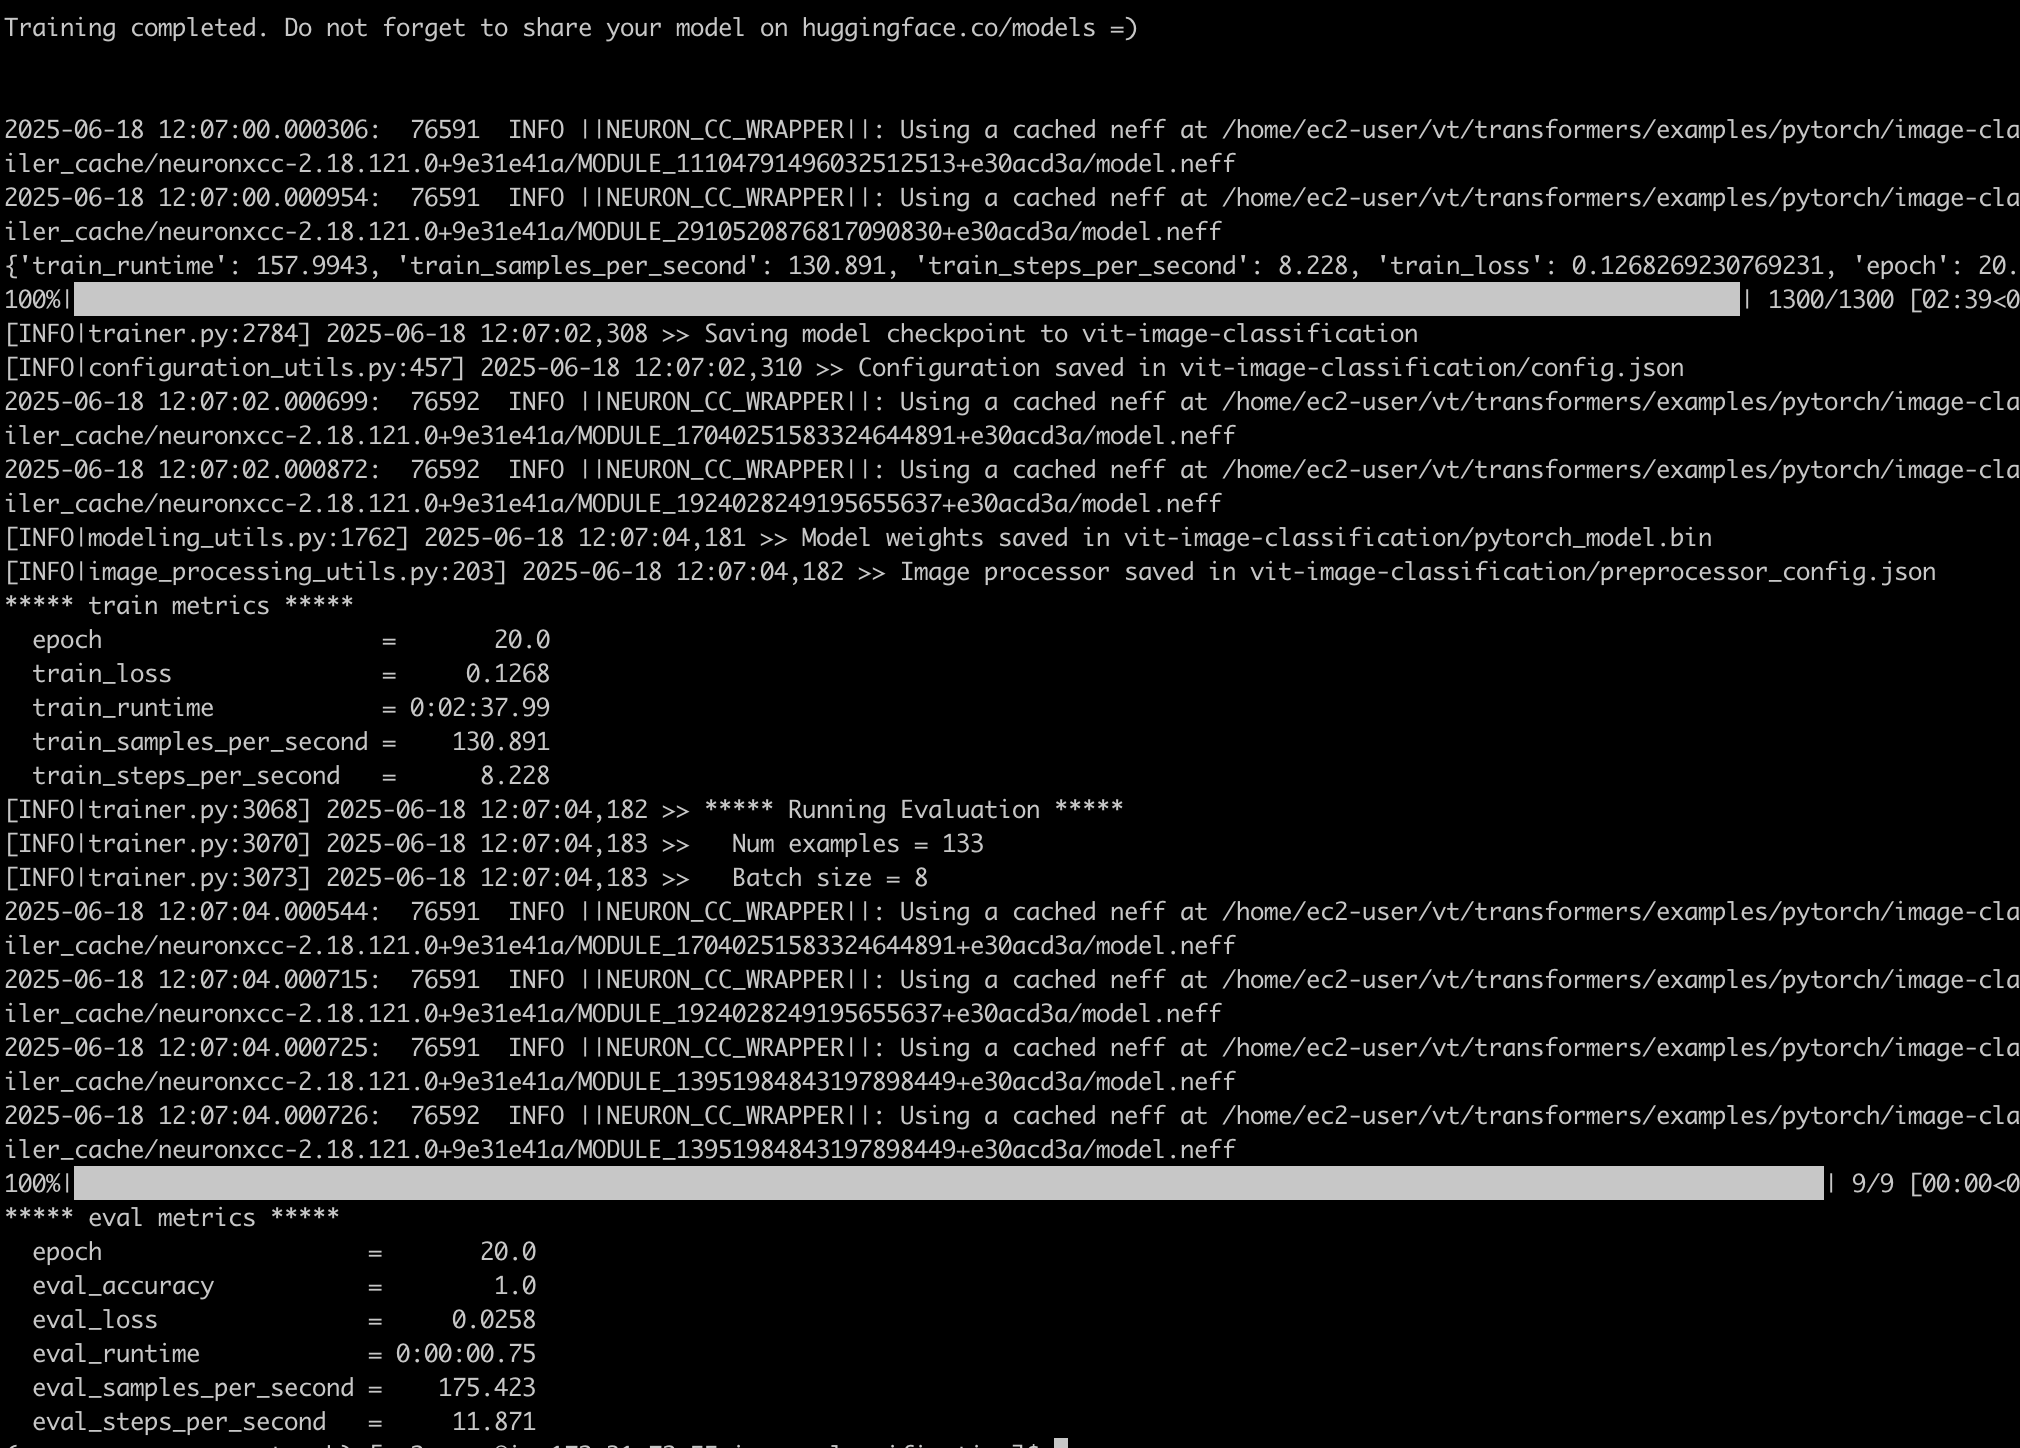 Training completed. Do not forget to share your model on huggingface.co/models =)
2025-06-18 12:07:00.000306:  76591  INFO ||NEURON_CC_WRAPPER||: Using a cached neff at /home/ec2-user/vt/transformers/examples/pytorch/image-cla
iler_cache/neuronxcc-2.18.121.0+9e31e41a/MODULE_11104791496032512513+e30acd3a/model.neff
2025-06-18 12:07:00.000954:  76591  INFO ||NEURON_CC_WRAPPER||: Using a cached neff at /home/ec2-user/vt/transformers/examples/pytorch/image-cla
iler_cache/neuronxcc-2.18.121.0+9e31e41a/MODULE_2910520876817090830+e30acd3a/model.neff
{'train_runtime': 157.9943, 'train_samples_per_second': 130.891, 'train_steps_per_second': 8.228, 'train_loss': 0.1268269230769231, 'epoch': 20.
100%| | 1300/1300 [02:39<0
[INFO|trainer.py:2784] 2025-06-18 12:07:02,308 >> Saving model checkpoint to vit-image-classification
[INFO|configuration_utils.py:457] 2025-06-18 12:07:02,310 >> Configuration saved in vit-image-classification/config.json
2025-06-18 12:07:02.000699:  76592  INFO ||NEURON_CC_WRAPPER||: Using a cached neff at /home/ec2-user/vt/transformers/examples/pytorch/image-cla
iler_cache/neuronxcc-2.18.121.0+9e31e41a/MODULE_17040251583324644891+e30acd3a/model.neff
2025-06-18 12:07:02.000872:  76592  INFO ||NEURON_CC_WRAPPER||: Using a cached neff at /home/ec2-user/vt/transformers/examples/pytorch/image-cla
iler_cache/neuronxcc-2.18.121.0+9e31e41a/MODULE_1924028249195655637+e30acd3a/model.neff
[INFO|modeling_utils.py:1762] 2025-06-18 12:07:04,181 >> Model weights saved in vit-image-classification/pytorch_model.bin
[INFO|image_processing_utils.py:203] 2025-06-18 12:07:04,182 >> Image processor saved in vit-image-classification/preprocessor_config.json
***** train metrics *****
  epoch                    =       20.0
  train_loss               =     0.1268
  train_runtime            = 0:02:37.99
  train_samples_per_second =    130.891
  train_steps_per_second   =      8.228
[INFO|trainer.py:3068] 2025-06-18 12:07:04,182 >> ***** Running Evaluation *****
[INFO|trainer.py:3070] 2025-06-18 12:07:04,183 >>   Num examples = 133
[INFO|trainer.py:3073] 2025-06-18 12:07:04,183 >>   Batch size = 8
2025-06-18 12:07:04.000544:  76591  INFO ||NEURON_CC_WRAPPER||: Using a cached neff at /home/ec2-user/vt/transformers/examples/pytorch/image-cla
iler_cache/neuronxcc-2.18.121.0+9e31e41a/MODULE_17040251583324644891+e30acd3a/model.neff
2025-06-18 12:07:04.000715:  76591  INFO ||NEURON_CC_WRAPPER||: Using a cached neff at /home/ec2-user/vt/transformers/examples/pytorch/image-cla
iler_cache/neuronxcc-2.18.121.0+9e31e41a/MODULE_1924028249195655637+e30acd3a/model.neff
2025-06-18 12:07:04.000725:  76591  INFO ||NEURON_CC_WRAPPER||: Using a cached neff at /home/ec2-user/vt/transformers/examples/pytorch/image-cla
iler_cache/neuronxcc-2.18.121.0+9e31e41a/MODULE_13951984843197898449+e30acd3a/model.neff
2025-06-18 12:07:04.000726:  76592  INFO ||NEURON_CC_WRAPPER||: Using a cached neff at /home/ec2-user/vt/transformers/examples/pytorch/image-cla
iler_cache/neuronxcc-2.18.121.0+9e31e41a/MODULE_13951984843197898449+e30acd3a/model.neff
100%| | 9/9 [00:00<0
***** eval metrics *****
  epoch                   =       20.0
  eval_accuracy           =        1.0
  eval_loss               =     0.0258
  eval_runtime            = 0:00:00.75
  eval_samples_per_second =    175.423
  eval_steps_per_second   =     11.871